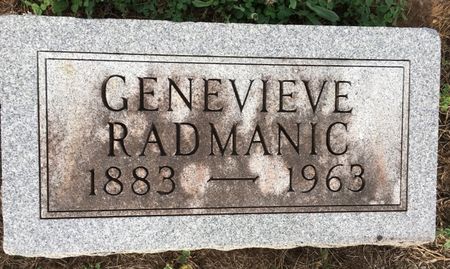 GENEVIEVE
RADMANIC
1883 — 1963